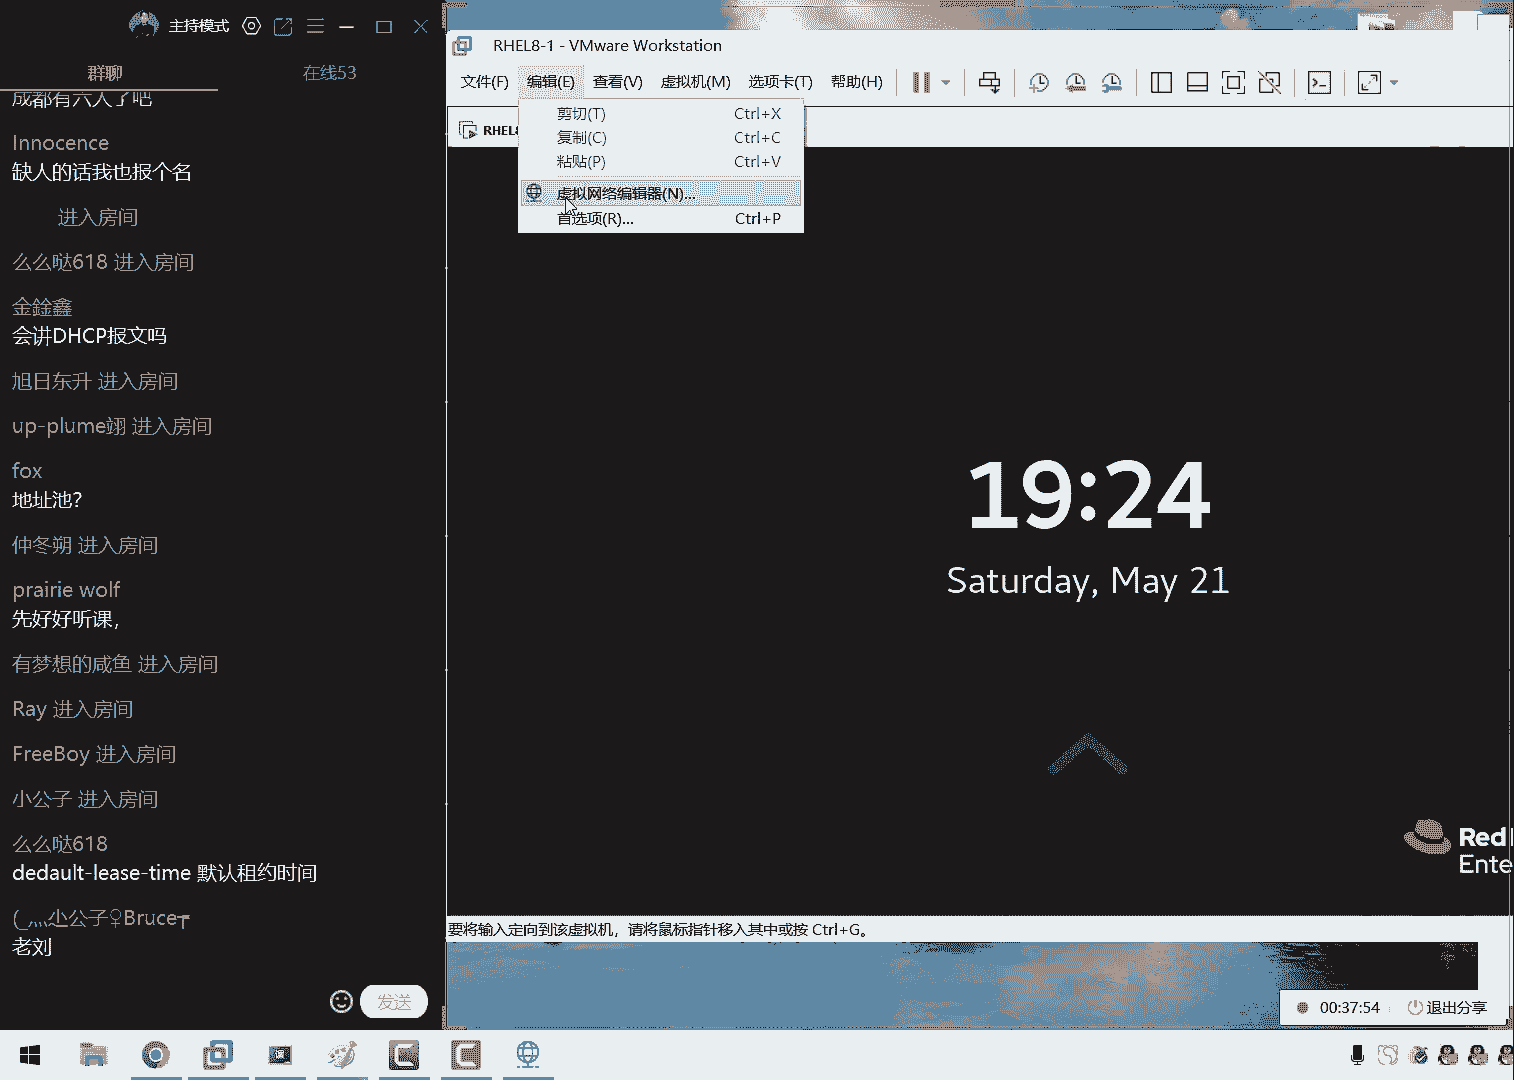 主持模式
群聊
在线53
成都有六人了吧
Innocence
缺人的话我也报个名
进入房间
么么哒618 进入房间
金銓鑫
会讲DHCP报文吗
旭日东升 进入房间
up-plume翊 进入房间
fox
地址池?
仲冬朔 进入房间
prairie wolf
先好好听课,
有梦想的咸鱼 进入房间
Ray 进入房间
FreeBoy 进入房间
小公子 进入房间
么么哒618
dedault-lease-time 默认租约时间
公子♀Bruce
老刘
发送
RHEL8-1 - VMware Workstation
文件(F) 编辑(E) 查看(V) 虚拟机(M) 选项卡(T) 帮助(H)
RHEL8
剪切(T) Ctrl+X
复制(C) Ctrl+C
粘贴(P) Ctrl+V
虚拟网络编辑器(N)...
首选项(R)... Ctrl+P
19:24
Saturday, May 21
Red
Ente
要将输入定向到该虚拟机，请将鼠标指针移入其中或按 Ctrl+G。
00:37:54
退出分享